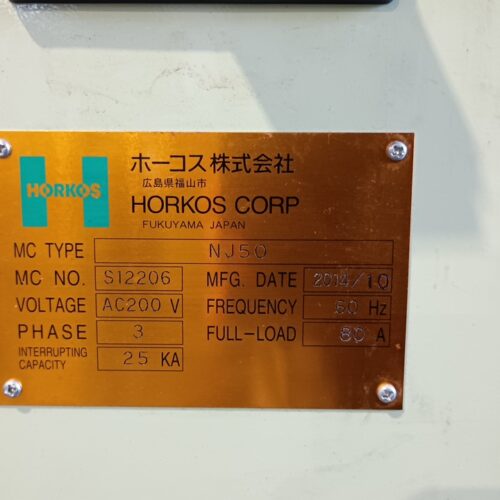 HORKOS
ホーコス株式会社
広島県福山市
HORKOS CORP
FUKUYAMA JAPAN
MC TYPE NJ50
MC NO. S12206 MFG. DATE 2014/10
VOLTAGE AC200 V FREQUENCY 60 Hz
PHASE 3 FULL-LOAD 80 A
INTERRUPTING CAPACITY 25 KA